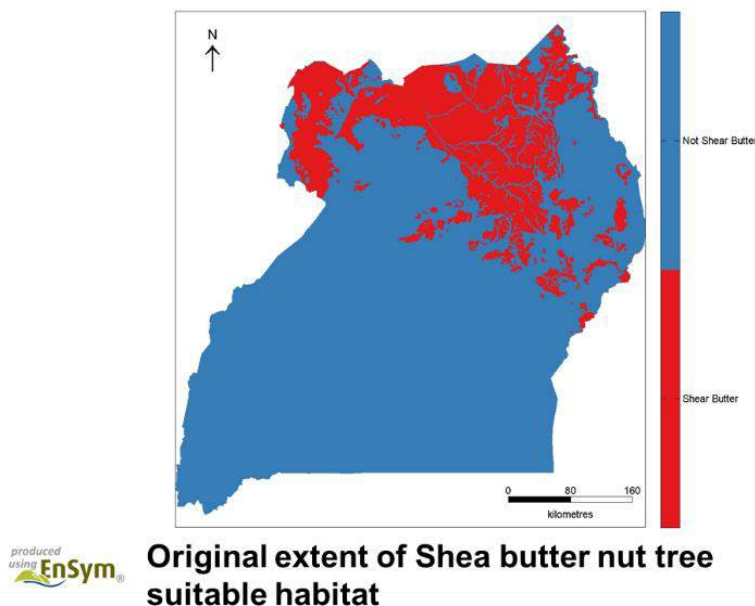 N
Not Shear Butter
Shear Butter
0 80 160
kilometres
produced
using EnSym®
Original extent of Shea butter nut tree
suitable habitat